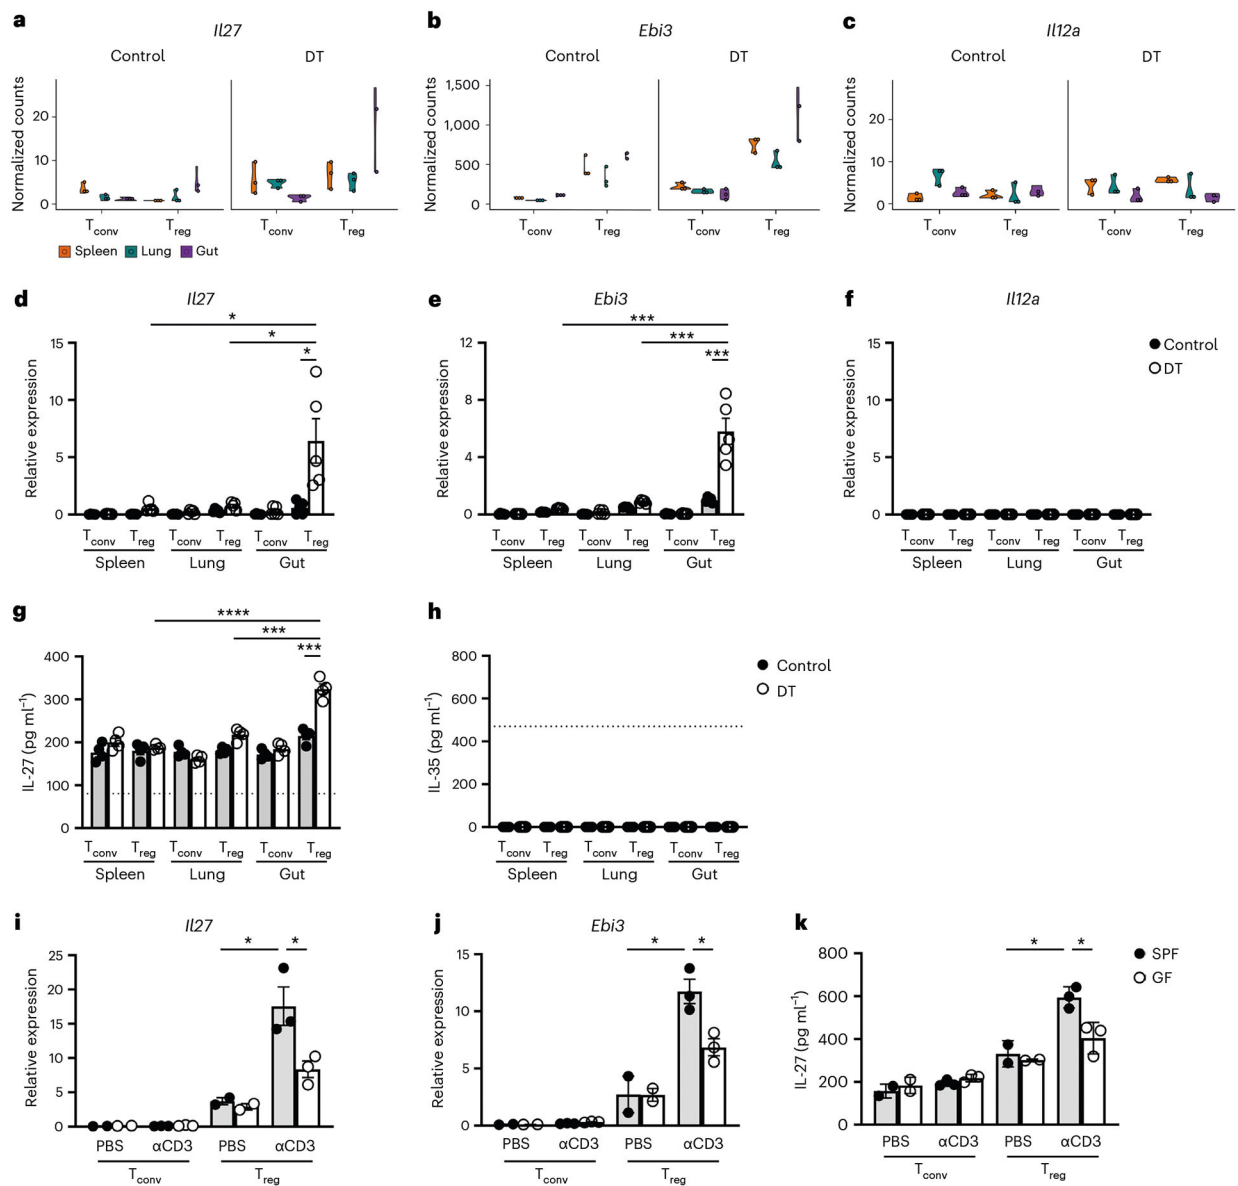 a
Il27
Control
DT
Normalized counts
20
10
0
Tconv
Treg
Tconv
Treg
Spleen
Lung
Gut
b
Ebi3
Control
DT
Normalized counts
1,500
1,000
500
0
Tconv
Treg
Tconv
Treg
c
Il12a
Control
DT
Normalized counts
20
10
0
Tconv
Treg
Tconv
Treg
d
Il27
*
*
*
Relative expression
15
10
5
0
Tconv Treg Tconv Treg Tconv Treg
Spleen Lung Gut
e
Ebi3
***
***
***
Relative expression
12
8
4
0
Tconv Treg Tconv Treg Tconv Treg
Spleen Lung Gut
f
Il12a
Relative expression
15
10
5
0
Tconv Treg Tconv Treg Tconv Treg
Spleen Lung Gut
Control
DT
g
****
***
***
IL-27 (pg ml−1)
400
300
200
100
0
Tconv Treg Tconv Treg Tconv Treg
Spleen Lung Gut
h
IL-35 (pg ml−1)
800
600
400
200
0
Tconv Treg Tconv Treg Tconv Treg
Spleen Lung Gut
Control
DT
i
Il27
* *
Relative expression
25
20
15
10
5
0
PBS αCD3 PBS αCD3
Tconv Treg
j
Ebi3
* *
Relative expression
15
10
5
0
PBS αCD3 PBS αCD3
Tconv Treg
k
* *
IL-27 (pg ml−1)
800
600
400
200
0
PBS αCD3 PBS αCD3
Tconv Treg
SPF
GF